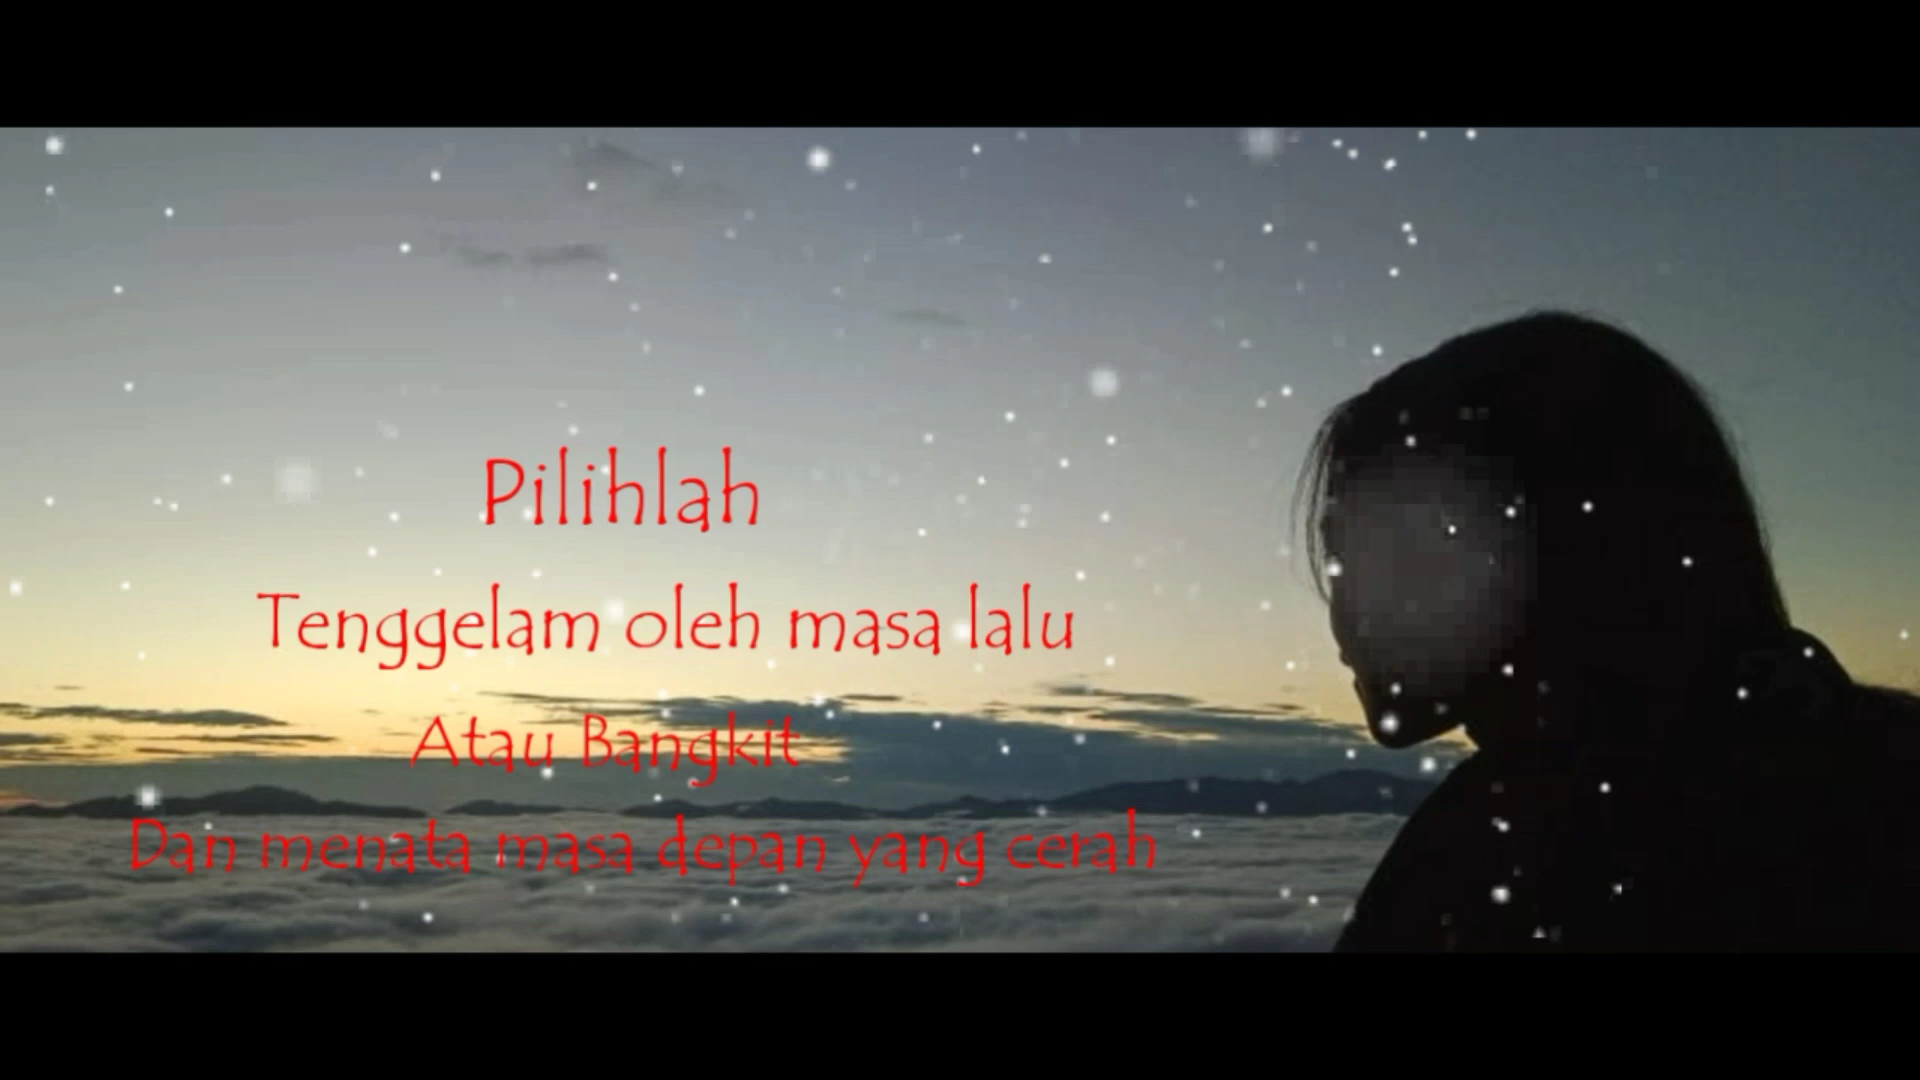 Pilihlah
Tenggelam oleh masa lalu
Atau Bangkit
Dan menata masa depan yang cerah